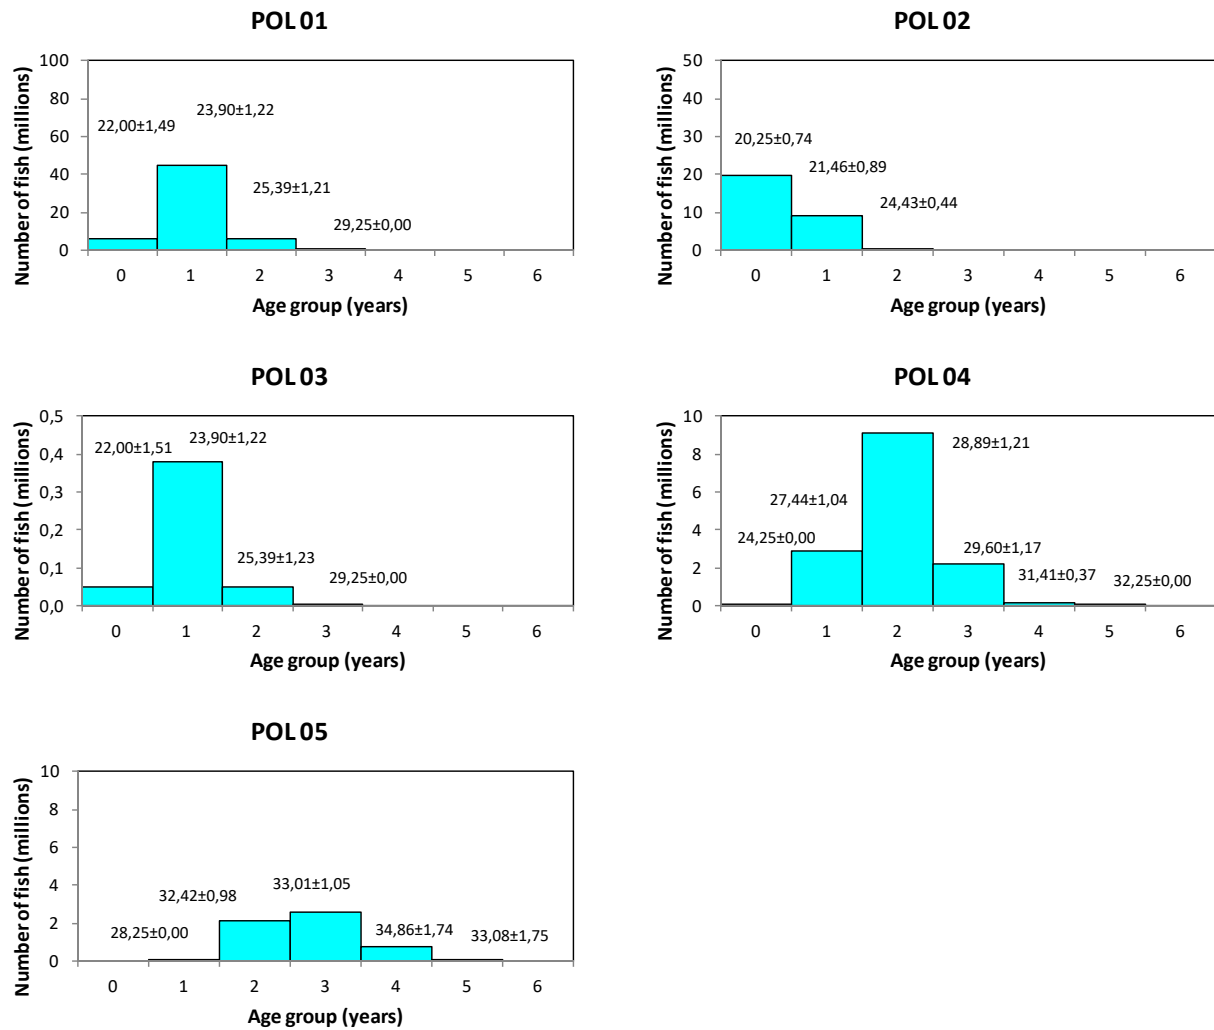 POL 01
Number of fish (millions)
100
80
60
40
20
0
22,00±1,49
23,90±1,22
25,39±1,21
29,25±0,00
0 1 2 3 4 5 6
Age group (years)
POL 02
Number of fish (millions)
50
40
30
20
10
0
20,25±0,74
21,46±0,89
24,43±0,44
0 1 2 3 4 5 6
Age group (years)
POL 03
Number of fish (millions)
0,5
0,4
0,3
0,2
0,1
0,0
22,00±1,51
23,90±1,22
25,39±1,23
29,25±0,00
0 1 2 3 4 5 6
Age group (years)
POL 04
Number of fish (millions)
10
8
6
4
2
0
24,25±0,00
27,44±1,04
28,89±1,21
29,60±1,17
31,41±0,37
32,25±0,00
0 1 2 3 4 5 6
Age group (years)
POL 05
Number of fish (millions)
10
8
6
4
2
0
28,25±0,00
32,42±0,98
33,01±1,05
34,86±1,74
33,08±1,75
0 1 2 3 4 5 6
Age group (years)